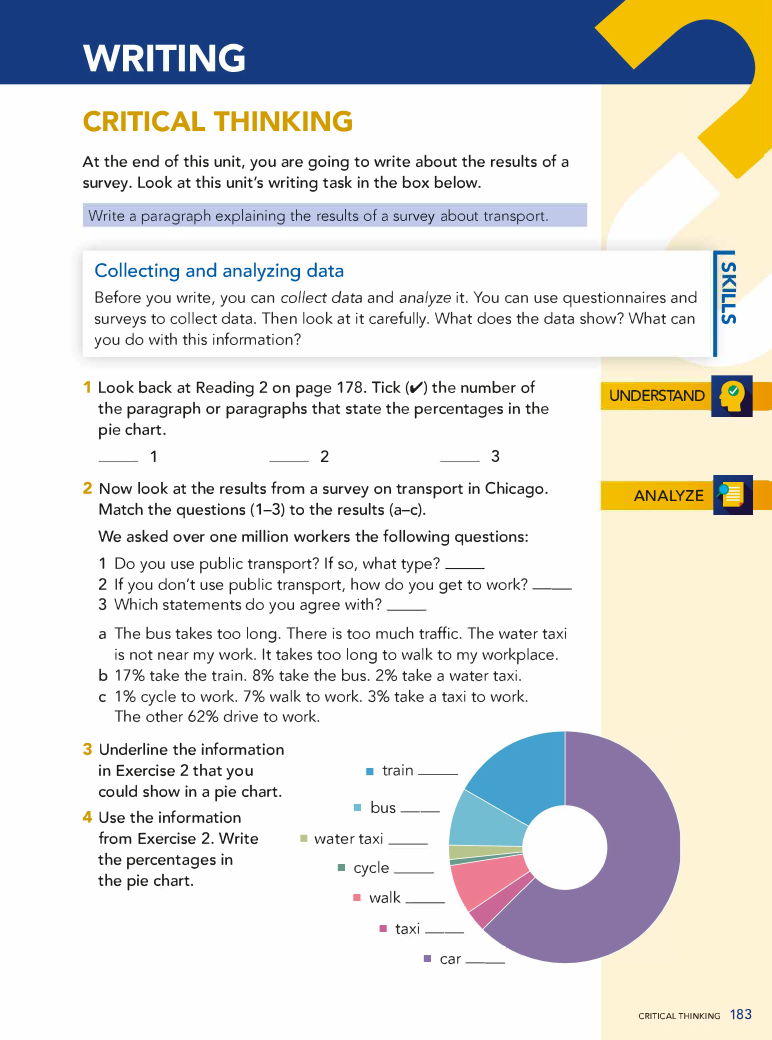 WRITING
CRITICAL THINKING
At the end of this unit, you are going to write about the results of a
survey. Look at this unit's writing task in the box below.
Write a paragraph explaining the results of a survey about transport.
SKILLS
Collecting and analyzing data
Before you write, you can collect data and analyze it. You can use questionnaires and
surveys to collect data. Then look at it carefully. What does the data show? What can
you do with this information?
1 Look back at Reading 2 on page 178. Tick (✔) the number of
the paragraph or paragraphs that state the percentages in the
pie chart.
_____ 1 _____ 2 _____ 3
UNDERSTAND
2 Now look at the results from a survey on transport in Chicago.
Match the questions (1–3) to the results (a–c).
ANALYZE
We asked over one million workers the following questions:
1 Do you use public transport? If so, what type? _____
2 If you don't use public transport, how do you get to work? _____
3 Which statements do you agree with? _____
a The bus takes too long. There is too much traffic. The water taxi
is not near my work. It takes too long to walk to my workplace.
b 17% take the train. 8% take the bus. 2% take a water taxi.
c 1% cycle to work. 7% walk to work. 3% take a taxi to work.
The other 62% drive to work.
3 Underline the information
in Exercise 2 that you
could show in a pie chart.
4 Use the information
from Exercise 2. Write
the percentages in
the pie chart.
train _____
bus _____
water taxi _____
cycle _____
walk _____
taxi _____
car _____
CRITICAL THINKING 183